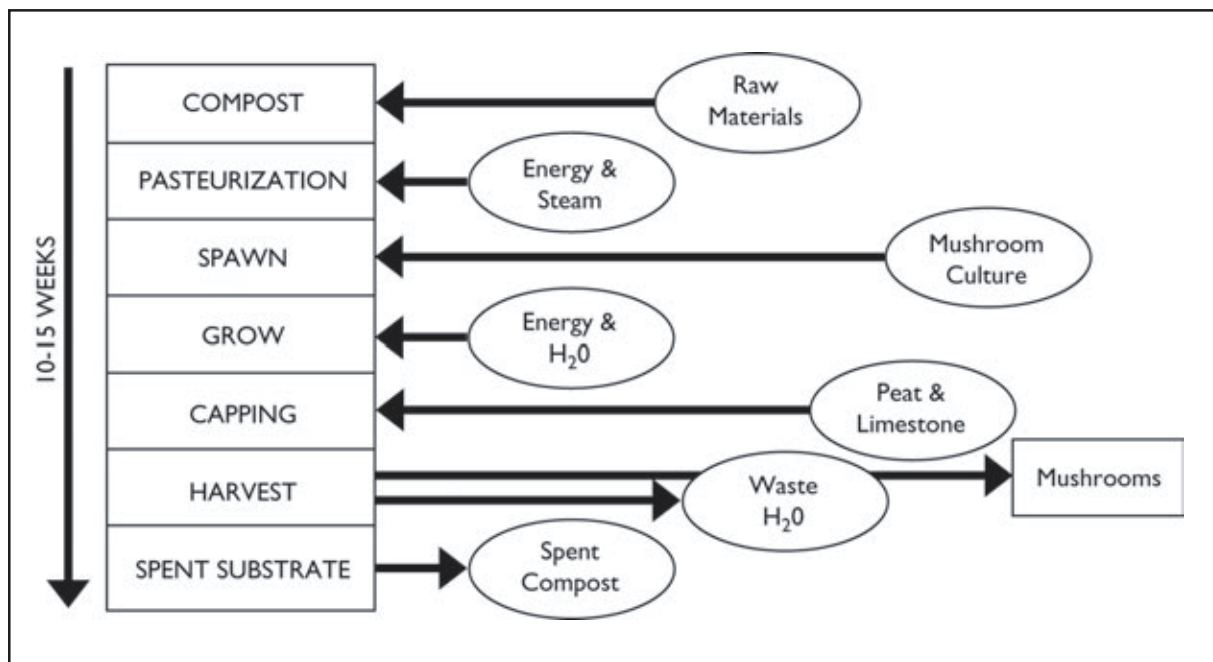 COMPOST
Raw
Materials
PASTEURIZATION
Energy &
Steam
SPAWN
Mushroom
Culture
GROW
Energy &
H₂0
CAPPING
Peat &
Limestone
HARVEST
Waste
H₂0
Mushrooms
SPENT SUBSTRATE
Spent
Compost
10-15 WEEKS